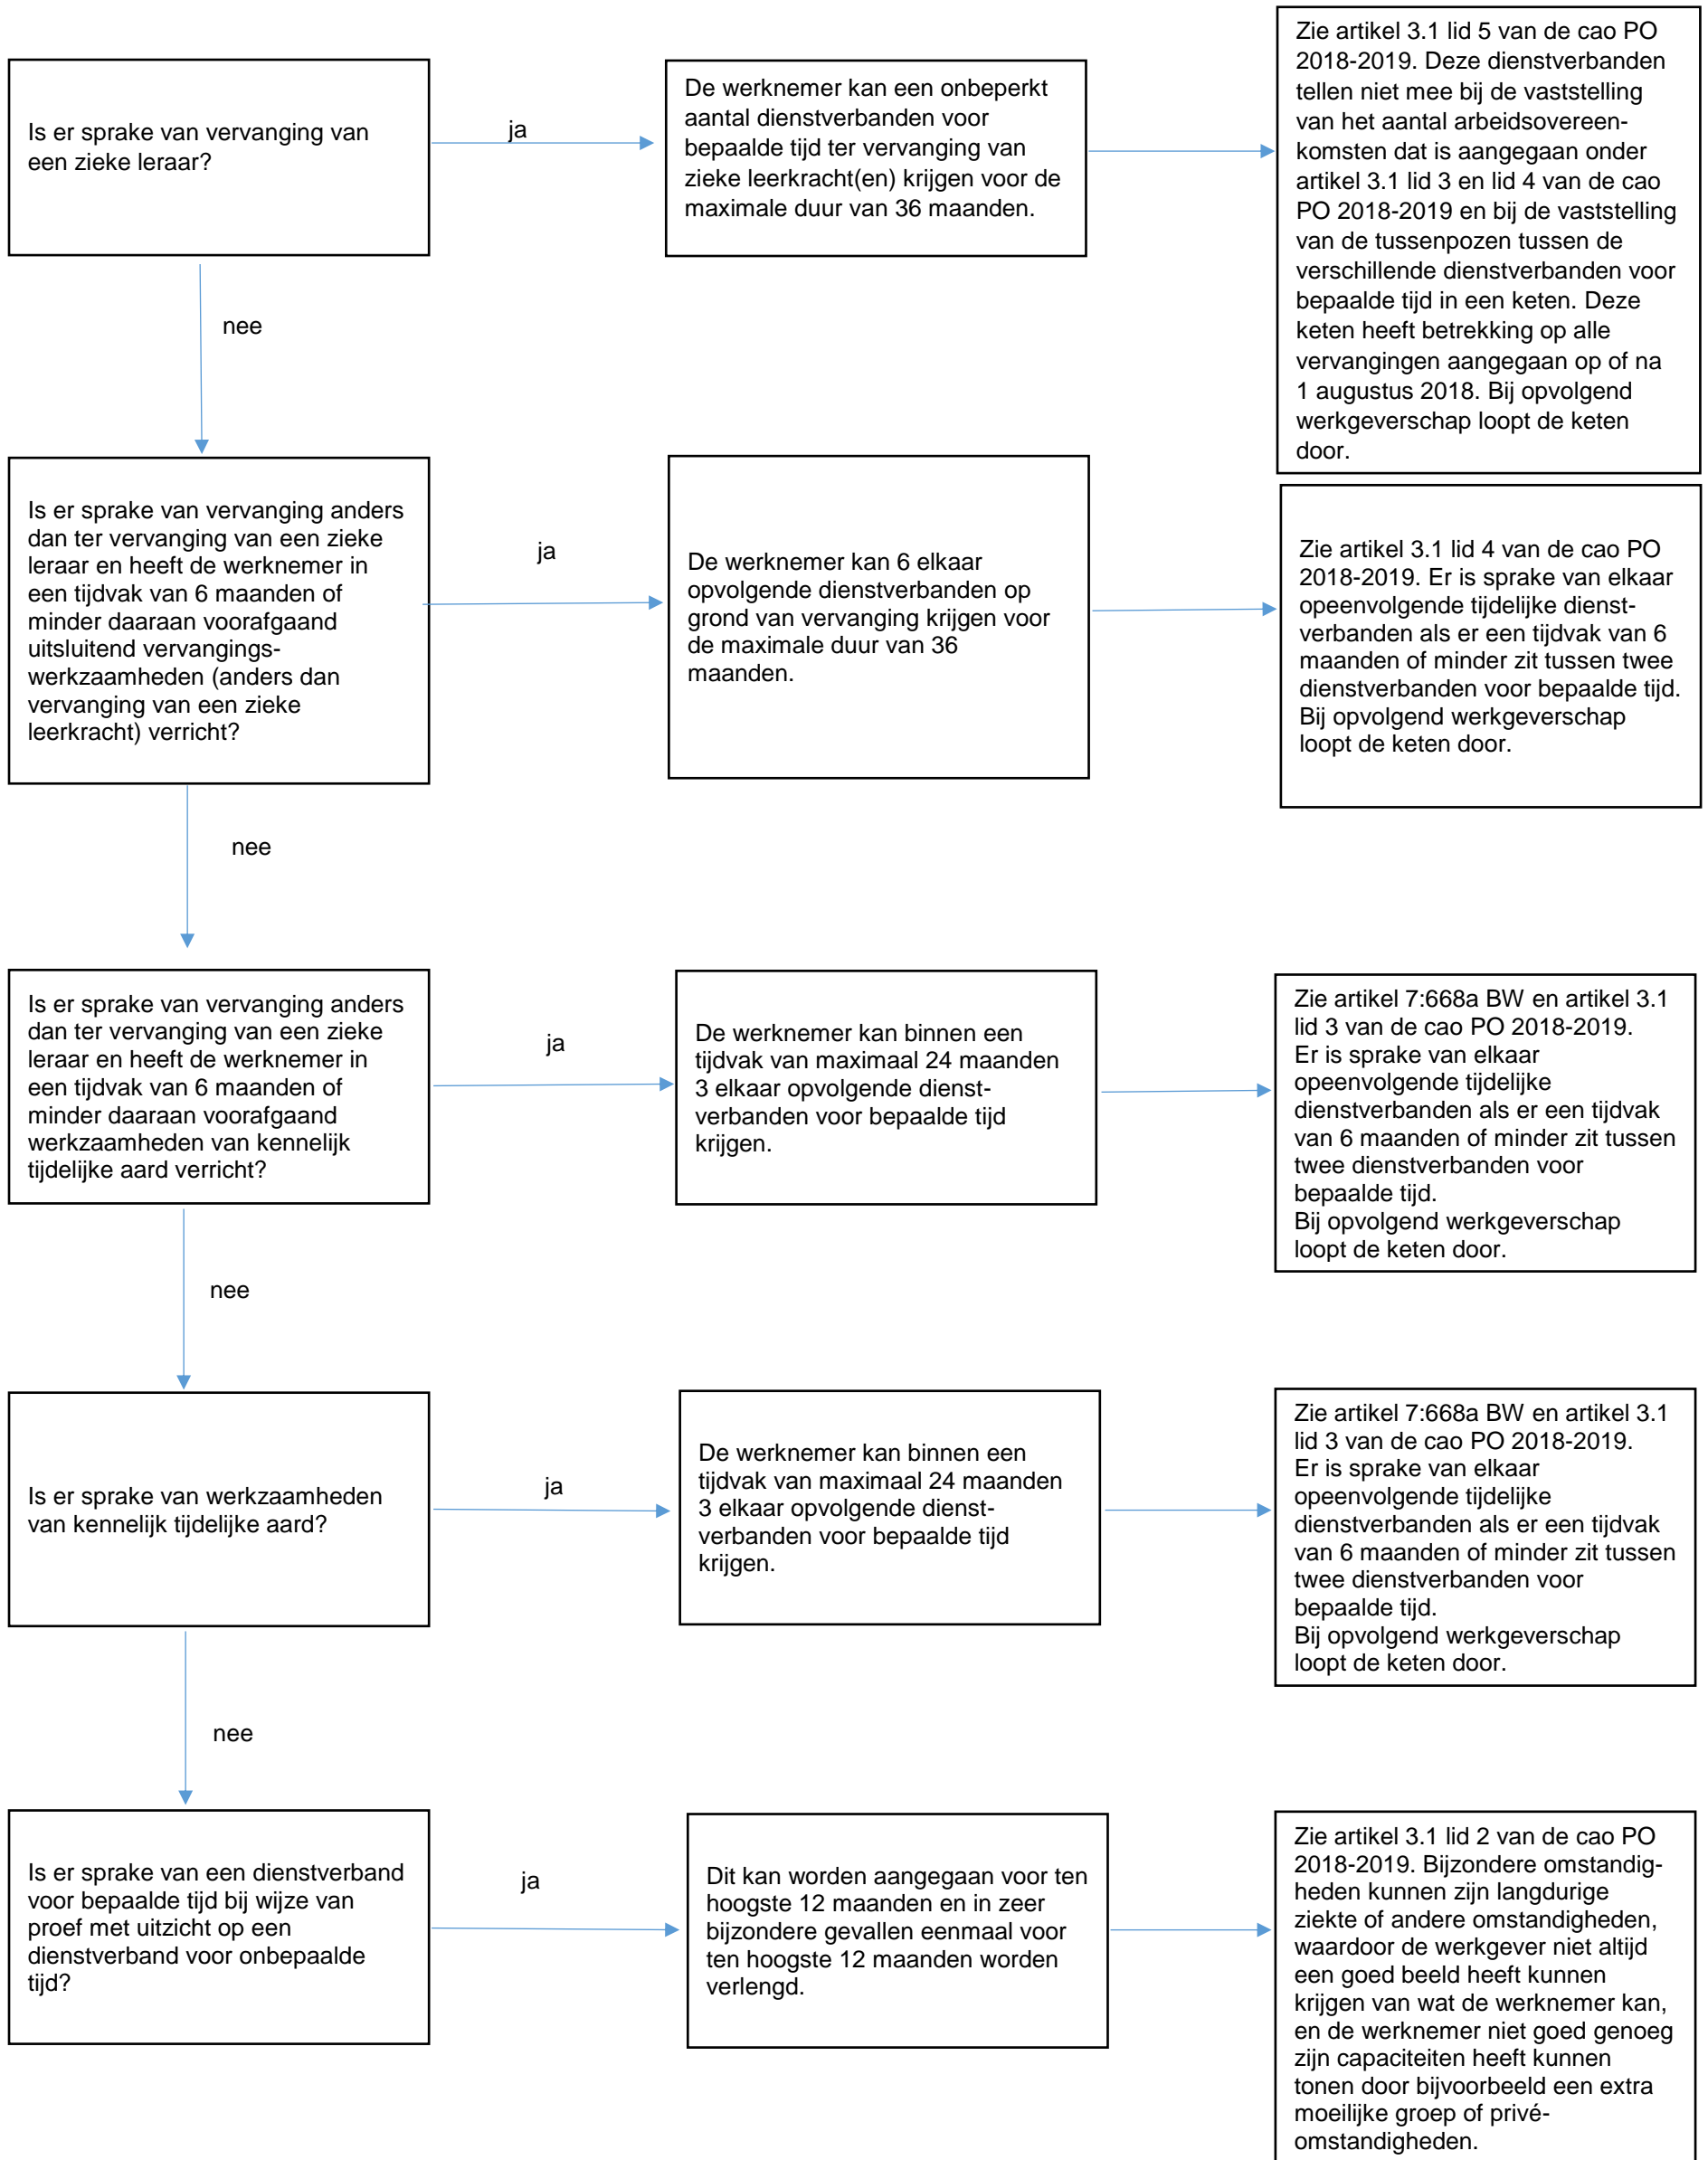 Is er sprake van vervanging van
een zieke leraar?
ja
De werknemer kan een onbeperkt
aantal dienstverbanden voor
bepaalde tijd ter vervanging van
zieke leerkracht(en) krijgen voor de
maximale duur van 36 maanden.
Zie artikel 3.1 lid 5 van de cao PO
2018-2019. Deze dienstverbanden
tellen niet mee bij de vaststelling
van het aantal arbeidsovereen-
komsten dat is aangegaan onder
artikel 3.1 lid 3 en lid 4 van de cao
PO 2018-2019 en bij de vaststelling
van de tussenpozen tussen de
verschillende dienstverbanden voor
bepaalde tijd in een keten. Deze
keten heeft betrekking op alle
vervangingen aangegaan op of na
1 augustus 2018. Bij opvolgend
werkgeverschap loopt de keten
door.
nee
Is er sprake van vervanging anders
dan ter vervanging van een zieke
leraar en heeft de werknemer in
een tijdvak van 6 maanden of
minder daaraan voorafgaand
uitsluitend vervangings-
werkzaamheden (anders dan
vervanging van een zieke
leerkracht) verricht?
ja
De werknemer kan 6 elkaar
opvolgende dienstverbanden op
grond van vervanging krijgen voor
de maximale duur van 36
maanden.
Zie artikel 3.1 lid 4 van de cao PO
2018-2019. Er is sprake van elkaar
opeenvolgende tijdelijke dienst-
verbanden als er een tijdvak van 6
maanden of minder zit tussen twee
dienstverbanden voor bepaalde tijd.
Bij opvolgend werkgeverschap
loopt de keten door.
nee
Is er sprake van vervanging anders
dan ter vervanging van een zieke
leraar en heeft de werknemer in
een tijdvak van 6 maanden of
minder daaraan voorafgaand
werkzaamheden van kennelijk
tijdelijke aard verricht?
ja
De werknemer kan binnen een
tijdvak van maximaal 24 maanden
3 elkaar opvolgende dienst-
verbanden voor bepaalde tijd
krijgen.
Zie artikel 7:668a BW en artikel 3.1
lid 3 van de cao PO 2018-2019.
Er is sprake van elkaar
opeenvolgende tijdelijke
dienstverbanden als er een tijdvak
van 6 maanden of minder zit tussen
twee dienstverbanden voor
bepaalde tijd.
Bij opvolgend werkgeverschap
loopt de keten door.
nee
Is er sprake van werkzaamheden
van kennelijk tijdelijke aard?
ja
De werknemer kan binnen een
tijdvak van maximaal 24 maanden
3 elkaar opvolgende dienst-
verbanden voor bepaalde tijd
krijgen.
Zie artikel 7:668a BW en artikel 3.1
lid 3 van de cao PO 2018-2019.
Er is sprake van elkaar
opeenvolgende tijdelijke
dienstverbanden als er een tijdvak
van 6 maanden of minder zit tussen
twee dienstverbanden voor
bepaalde tijd.
Bij opvolgend werkgeverschap
loopt de keten door.
nee
Is er sprake van een dienstverband
voor bepaalde tijd bij wijze van
proef met uitzicht op een
dienstverband voor onbepaalde
tijd?
ja
Dit kan worden aangegaan voor ten
hoogste 12 maanden en in zeer
bijzondere gevallen eenmaal voor
ten hoogste 12 maanden worden
verlengd.
Zie artikel 3.1 lid 2 van de cao PO
2018-2019. Bijzondere omstandig-
heden kunnen zijn langdurige
ziekte of andere omstandigheden,
waardoor de werkgever niet altijd
een goed beeld heeft kunnen
krijgen van wat de werknemer kan,
en de werknemer niet goed genoeg
zijn capaciteiten heeft kunnen
tonen door bijvoorbeeld een extra
moeilijke groep of privé-
omstandigheden.